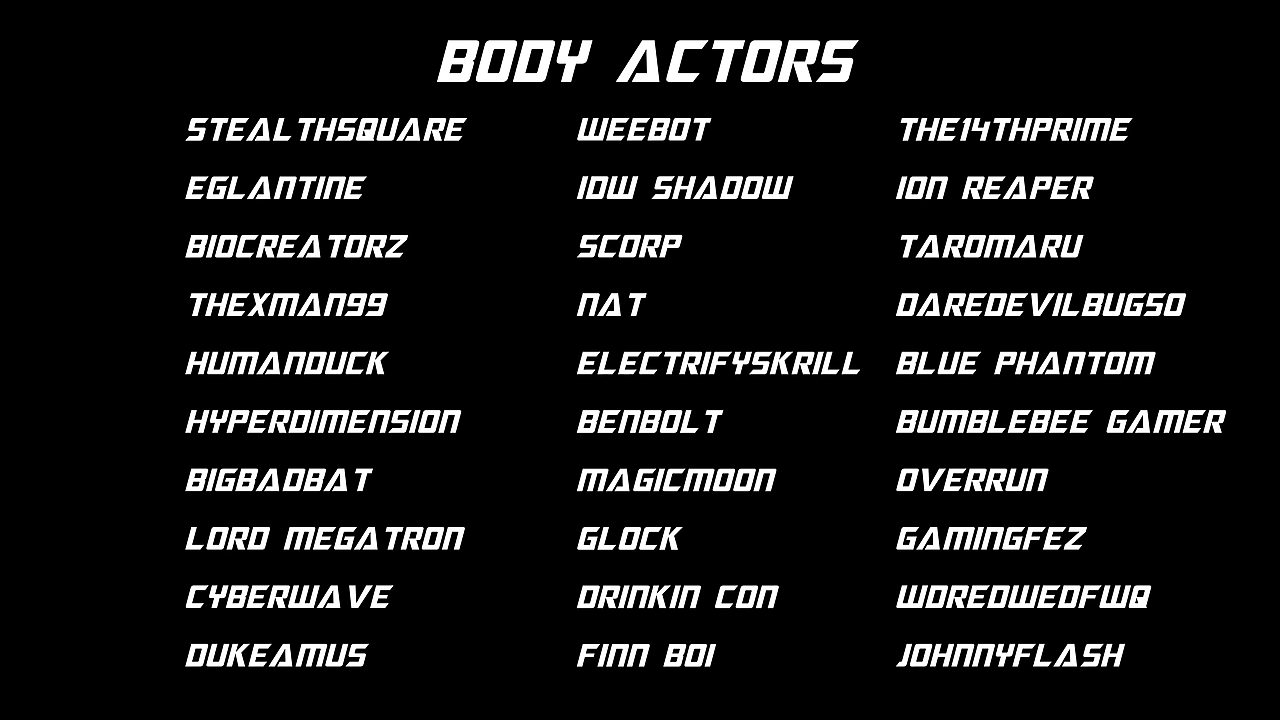 BODY ACTORS
STEALTHSQUARE WEEBOT THE14THPRIME
EGLANTINE IDW SHADOW ION REAPER
BIOCREATORZ SCORP TAROMARU
THEXMAN99 NAT DAREDEVILBUG50
HUMANDUCK ELECTRIFYSKRILL BLUE PHANTOM
HYPERDIMENSION BENBOLT BUMBLEBEE GAMER
BIGBADBAT MAGICMOON OVERRUN
LORD MEGATRON GLOCK GAMINGFEZ
CYBERWAVE DRINKIN CON WDREDWEDFWQ
DUKEAMUS FINN BOI JOHNNYFLASH